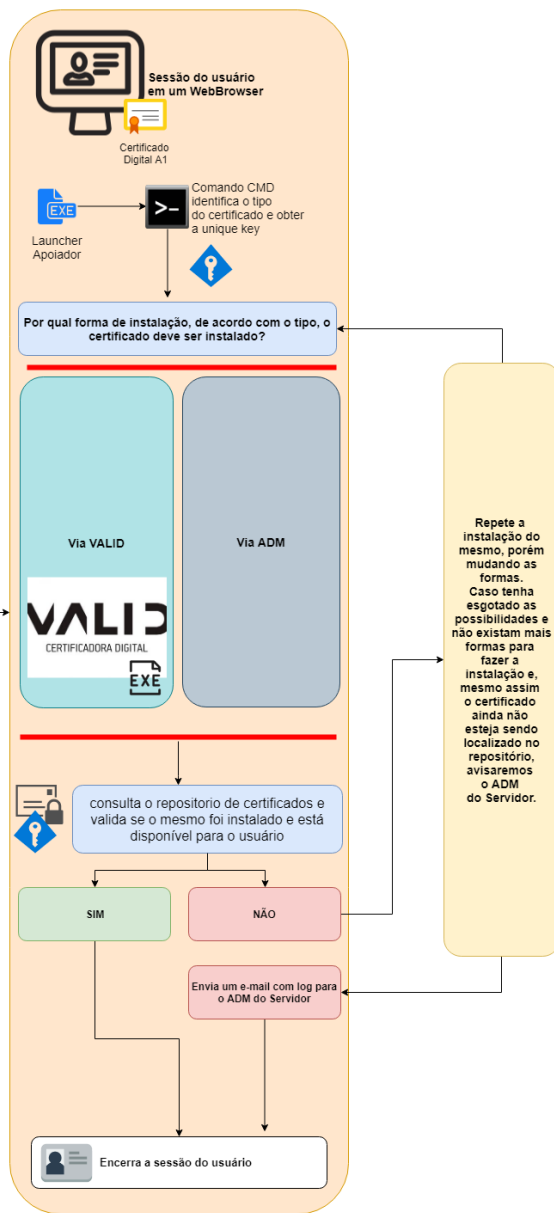 Sessão do usuário
em um WebBrowser
Certificado
Digital A1
EXE
Launcher
Apoiador
>-
Comando CMD
identifica o tipo
do certificado e obter
a unique key
Por qual forma de instalação, de acordo com o tipo, o
certificado deve ser instalado?
Via VALID
VALID
CERTIFICADORA DIGITAL
EXE
Via ADM
Repete a
instalação do
mesmo, porém
mudando as
formas.
Caso tenha
esgotado as
possibilidades e
não existam mais
formas para
fazer a
instalação e,
mesmo assim
o certificado
ainda não
esteja sendo
localizado no
repositório,
avisaremos
o ADM
do Servidor.
consulta o repositorio de certificados e
valida se o mesmo foi instalado e está
disponível para o usuário
SIM
NÃO
Envia um e-mail com log para
o ADM do Servidor
Encerra a sessão do usuário